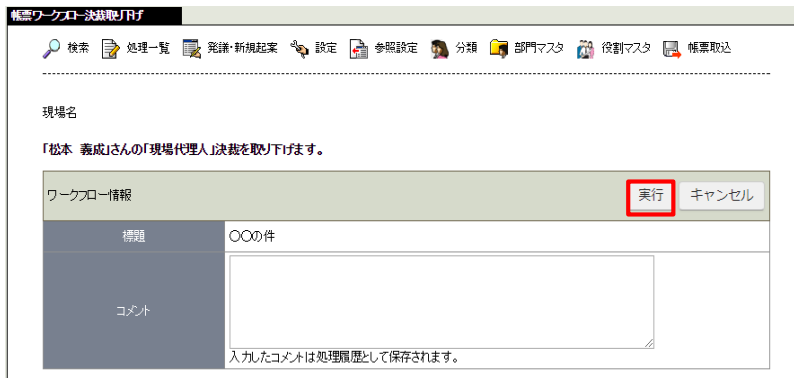 帳票ワークフロー決裁取り下げ
検索 処理一覧 発議・新規起案 設定 参照設定 分類 部門マスタ 役割マスタ 帳票取込
現場名
「松本 義成」さんの「現場代理人」決裁を取り下げます。
ワークフロー情報 実行 キャンセル
標題 〇〇の件
コメント
入力したコメントは処理履歴として保存されます。